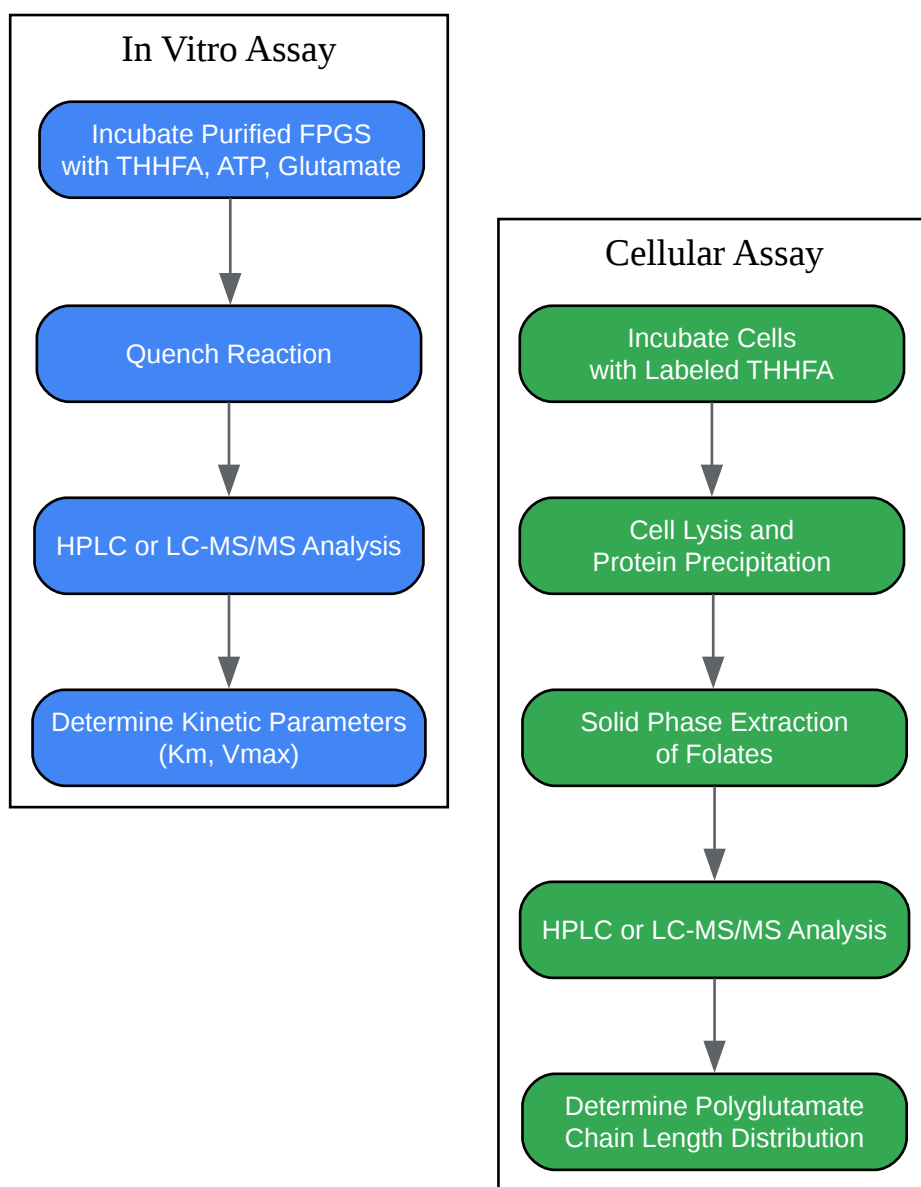 In Vitro Assay
Incubate Purified FPGS
with THHFA, ATP, Glutamate
Quench Reaction
HPLC or LC-MS/MS Analysis
Determine Kinetic Parameters
(Km, Vmax)
Cellular Assay
Incubate Cells
with Labeled THHFA
Cell Lysis and
Protein Precipitation
Solid Phase Extraction
of Folates
HPLC or LC-MS/MS Analysis
Determine Polyglutamate
Chain Length Distribution